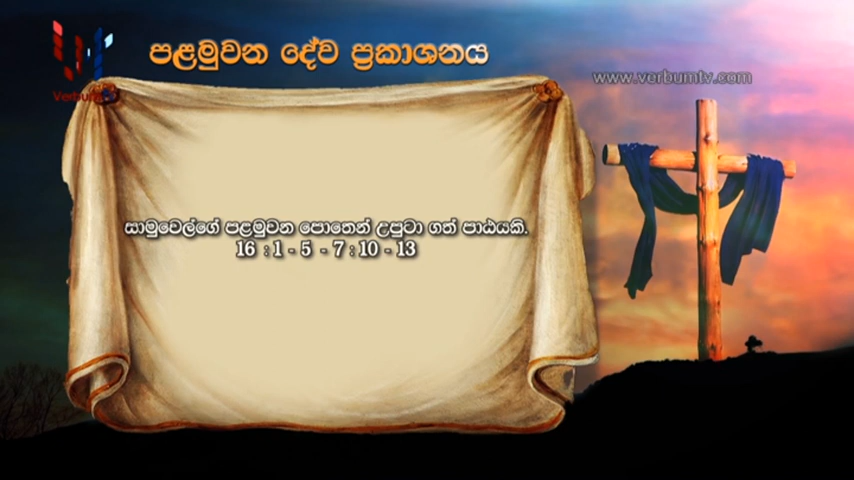 පළමුවන දේව ප්‍රකාශනය
www.verbumtv.com
සාමුවෙල්ගේ පළමුවන පොතෙන් උපුටා ගත් පාඨයකි.
16 : 1 - 5 - 7 : 10 - 13